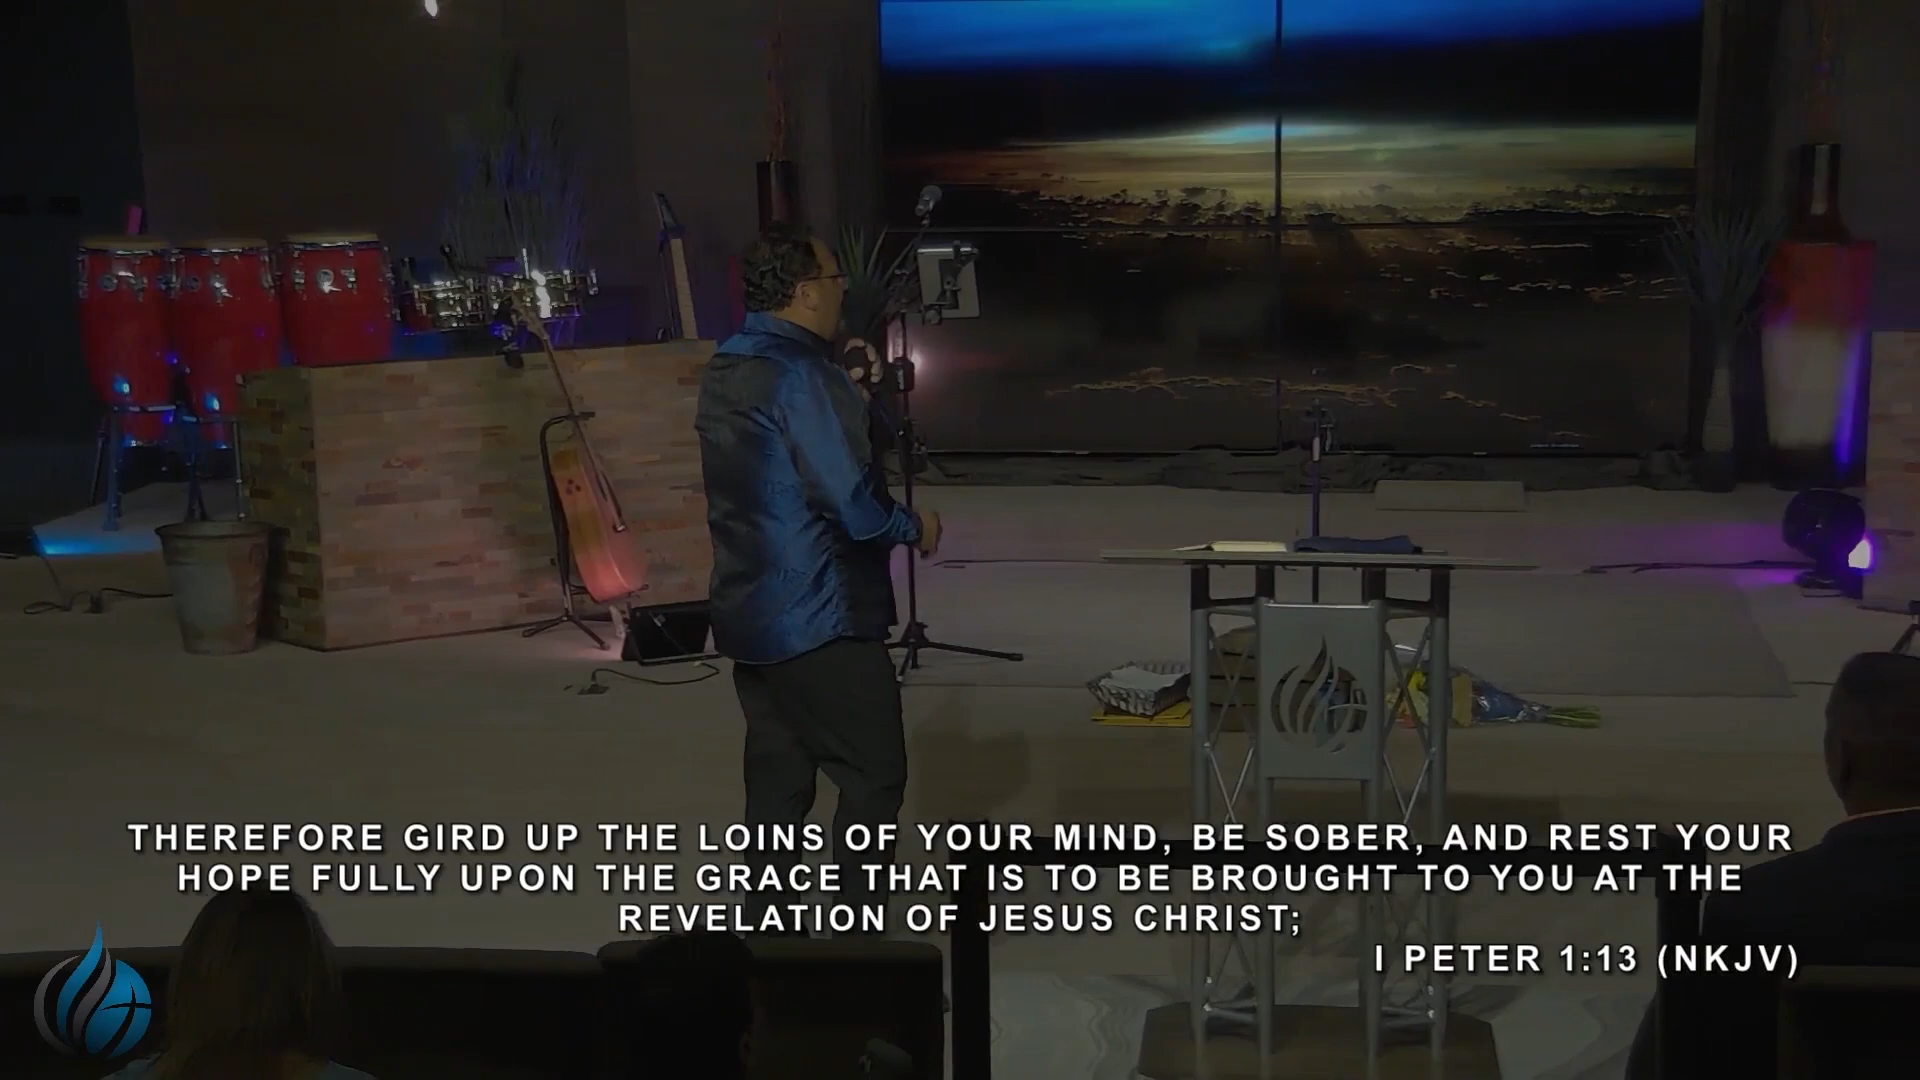 THEREFORE GIRD UP THE LOINS OF YOUR MIND, BE SOBER, AND REST YOUR
HOPE FULLY UPON THE GRACE THAT IS TO BE BROUGHT TO YOU AT THE
REVELATION OF JESUS CHRIST;
I PETER 1:13 (NKJV)